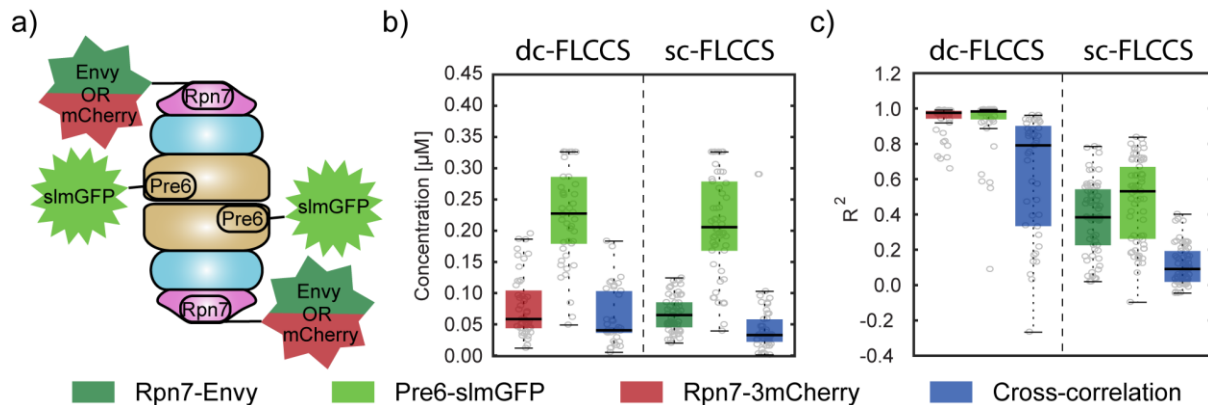 a)
Envy
OR
mCherry
Rpn7
slmGFP
Pre6
Pre6
slmGFP
Rpn7
Envy
OR
mCherry
b)
dc-FLCCS sc-FLCCS
Concentration [µM]
0.45
0.40
0.35
0.30
0.25
0.20
0.15
0.10
0.05
0.00
c)
dc-FLCCS sc-FLCCS
R²
1.2
1.0
0.8
0.6
0.4
0.2
0.0
-0.2
-0.4
Rpn7-Envy Pre6-slmGFP Rpn7-3mCherry Cross-correlation